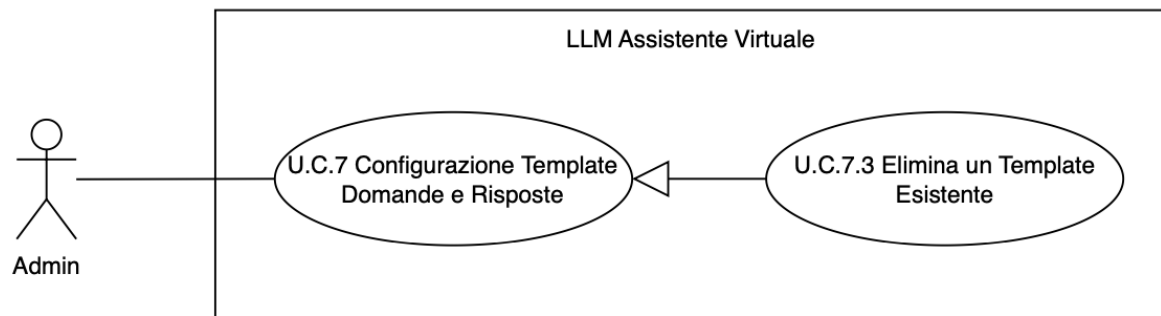 LLM Assistente Virtuale
U.C.7 Configurazione Template
Domande e Risposte
U.C.7.3 Elimina un Template
Esistente
Admin